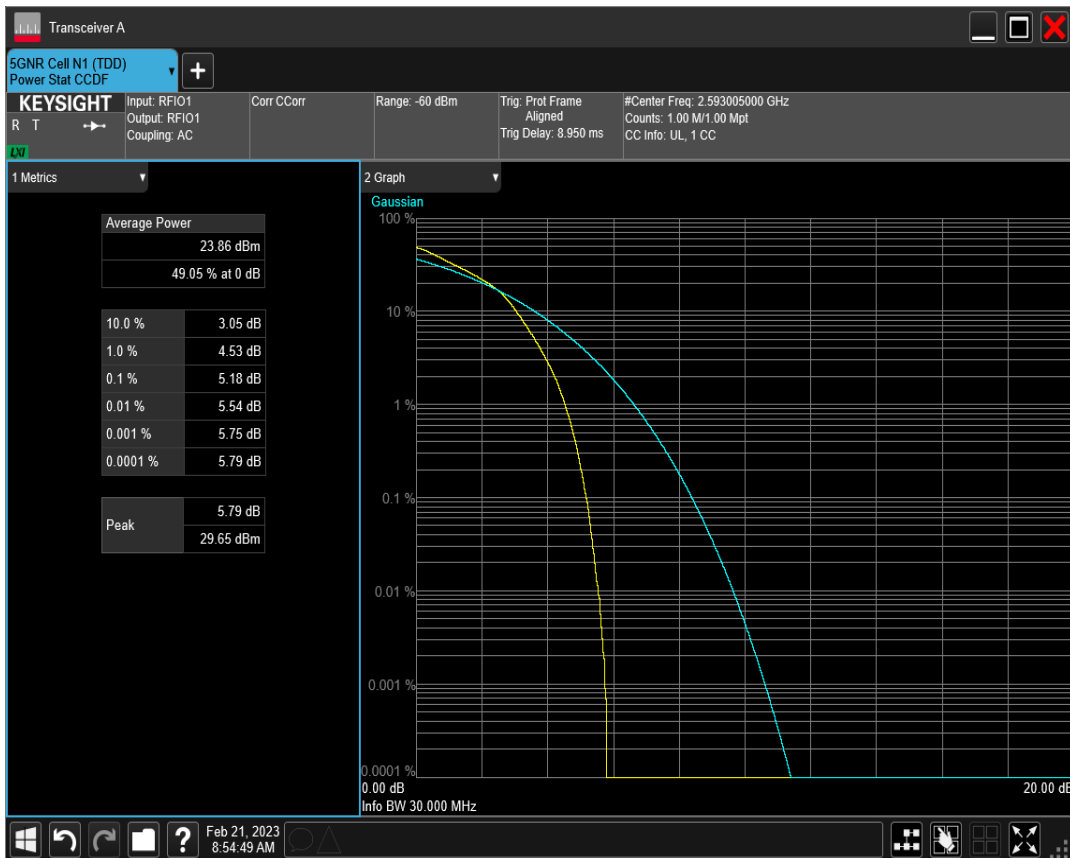 Transceiver A
5GNR Cell N1 (TDD)
Power Stat CCDF
KEYSIGHT
R T
LXI
Input: RFIO1
Output: RFIO1
Coupling: AC
Corr CCorr
Range: -60 dBm
Trig: Prot Frame
Aligned
Trig Delay: 8.950 ms
#Center Freq: 2.593005000 GHz
Counts: 1.00 M/1.00 Mpt
CC Info: UL, 1 CC
1 Metrics
Average Power
23.86 dBm
49.05 % at 0 dB
10.0 % 3.05 dB
1.0 % 4.53 dB
0.1 % 5.18 dB
0.01 % 5.54 dB
0.001 % 5.75 dB
0.0001 % 5.79 dB
Peak
5.79 dB
29.65 dBm
2 Graph
Gaussian
100 %
10 %
1 %
0.1 %
0.01 %
0.001 %
0.0001 %
0.00 dB 20.00 dB
Info BW 30.000 MHz
?
Feb 21, 2023
8:54:49 AM